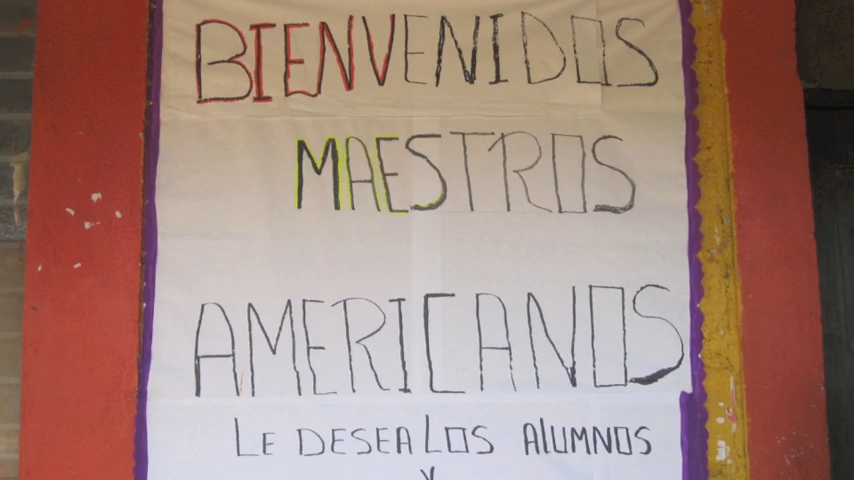 BIENVENIDOS
MAESTROS
AMERICANOS
LE DESEA LOS ALUMNOS
Y